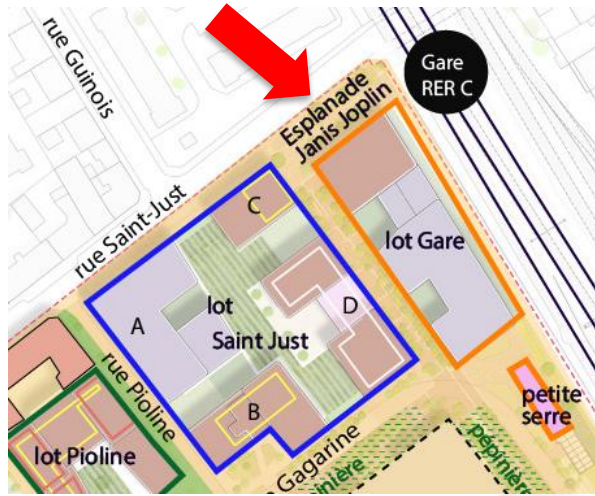 rue Guinois
Gare
RER C
Esplanade
Janis Joplin
rue Saint-Just
C
lot Gare
A
lot
Saint Just
D
rue Pioline
B
petite
serre
lot Pioline
Gagarine
pépinière